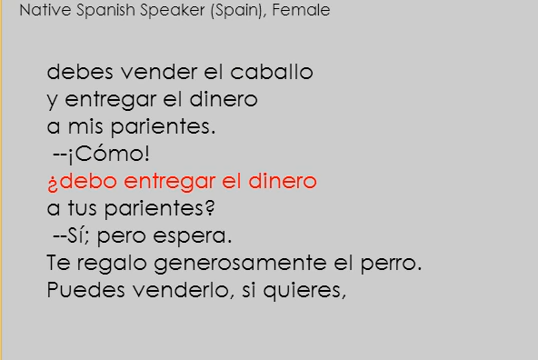 Native Spanish Speaker (Spain), Female
debes vender el caballo
y entregar el dinero
a mis parientes.
--¡Cómo!
¿debo entregar el dinero
a tus parientes?
--Sí; pero espera.
Te regalo generosamente el perro.
Puedes venderlo, si quieres,